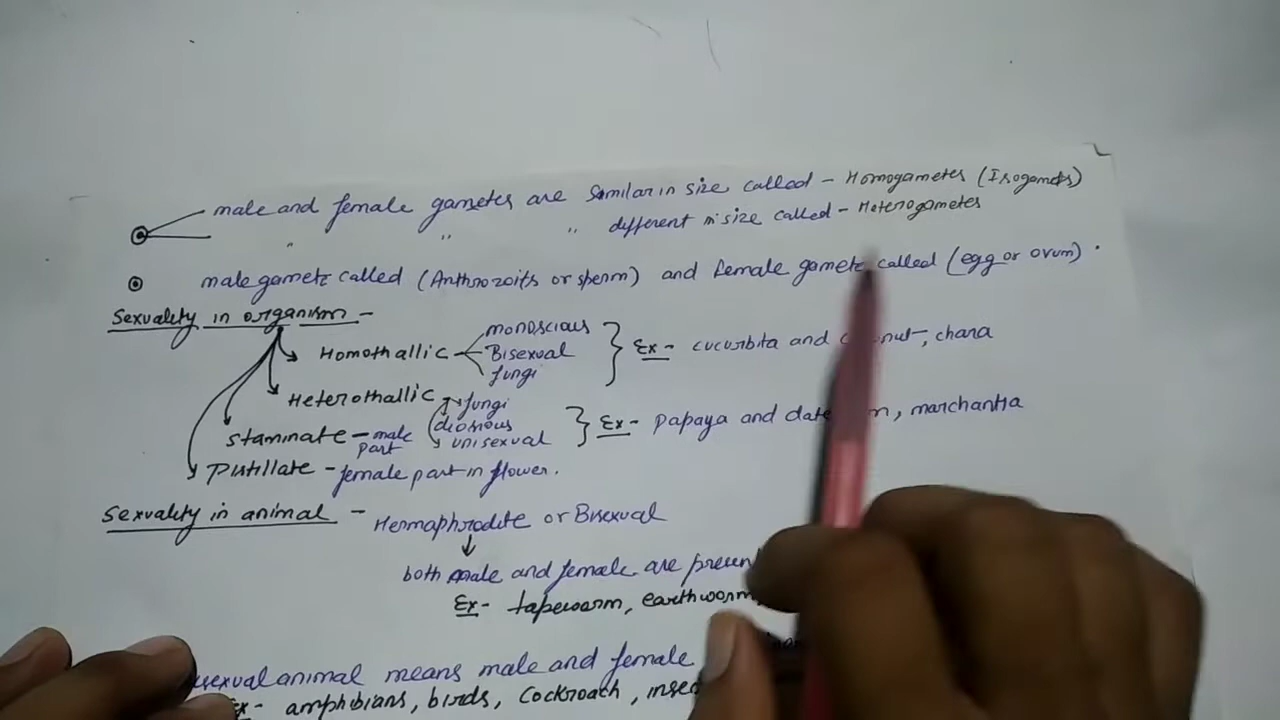 male and female gametes are Similar in size called - Homogametes (Isogamets)
" " " different in size called - Heterogametes
male gamete called (Anthrozoits or sperm) and female gamete called (egg or ovum).
Sexuality in organism -
Homothallic monoscious
Bisexual
fungi
Ex - cucurbita and , chara
Heterothallic fungi
dioscious
unisexual
Ex - papaya and date , marchantia
Staminate - male part
Pistillate - female part in flower.
Sexuality in animal - Hermaphrodite or Bisexual
both male and female are
Ex - tapeworm, earthworm,
animal means male and female
Ex - amphibians, birds, Cockroach,